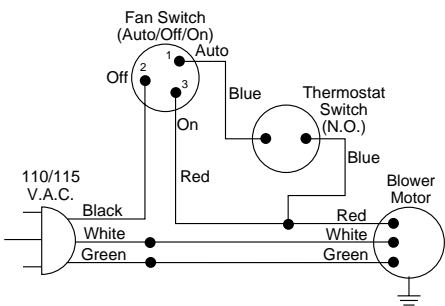 Fan Switch
(Auto/Off/On)
1
Auto
2
Off
3
On
Blue
Thermostat
Switch
(N.O.)
Blue
Red
110/115
V.A.C.
Blower
Motor
Black
Red
White
White
Green
Green